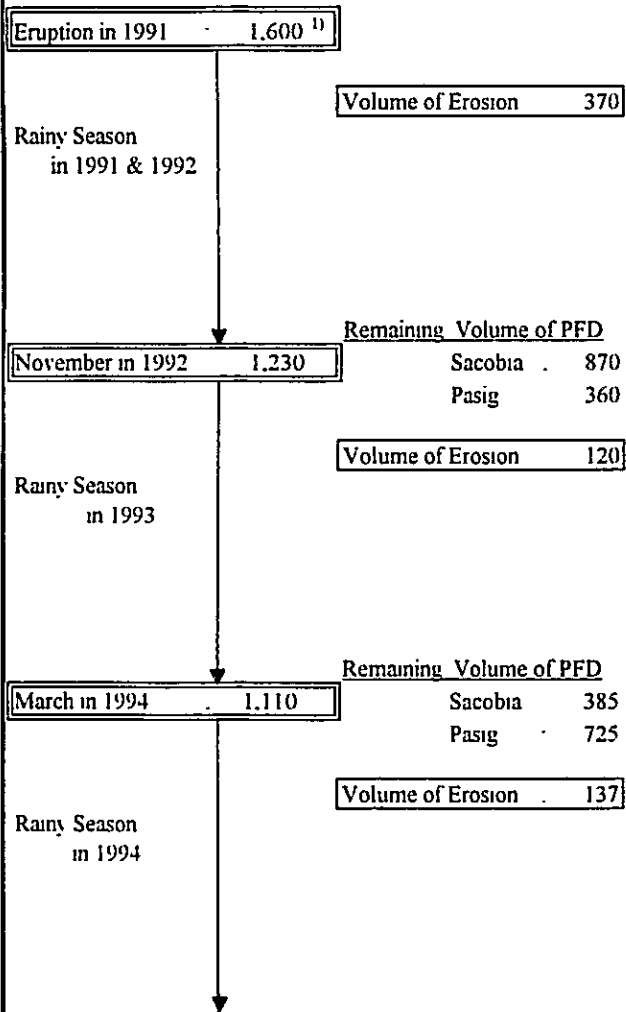 Eruption in 1991 · 1.600 1)
Volume of Erosion 370
Rainy Season
in 1991 & 1992
Remaining Volume of PFD
November in 1992 1.230
Sacobia . 870
Pasig 360
Volume of Erosion 120
Rainy Season
in 1993
Remaining Volume of PFD
March in 1994 . 1.110
Sacobia 385
Pasig · 725
Volume of Erosion . 137
Rainy Season
in 1994